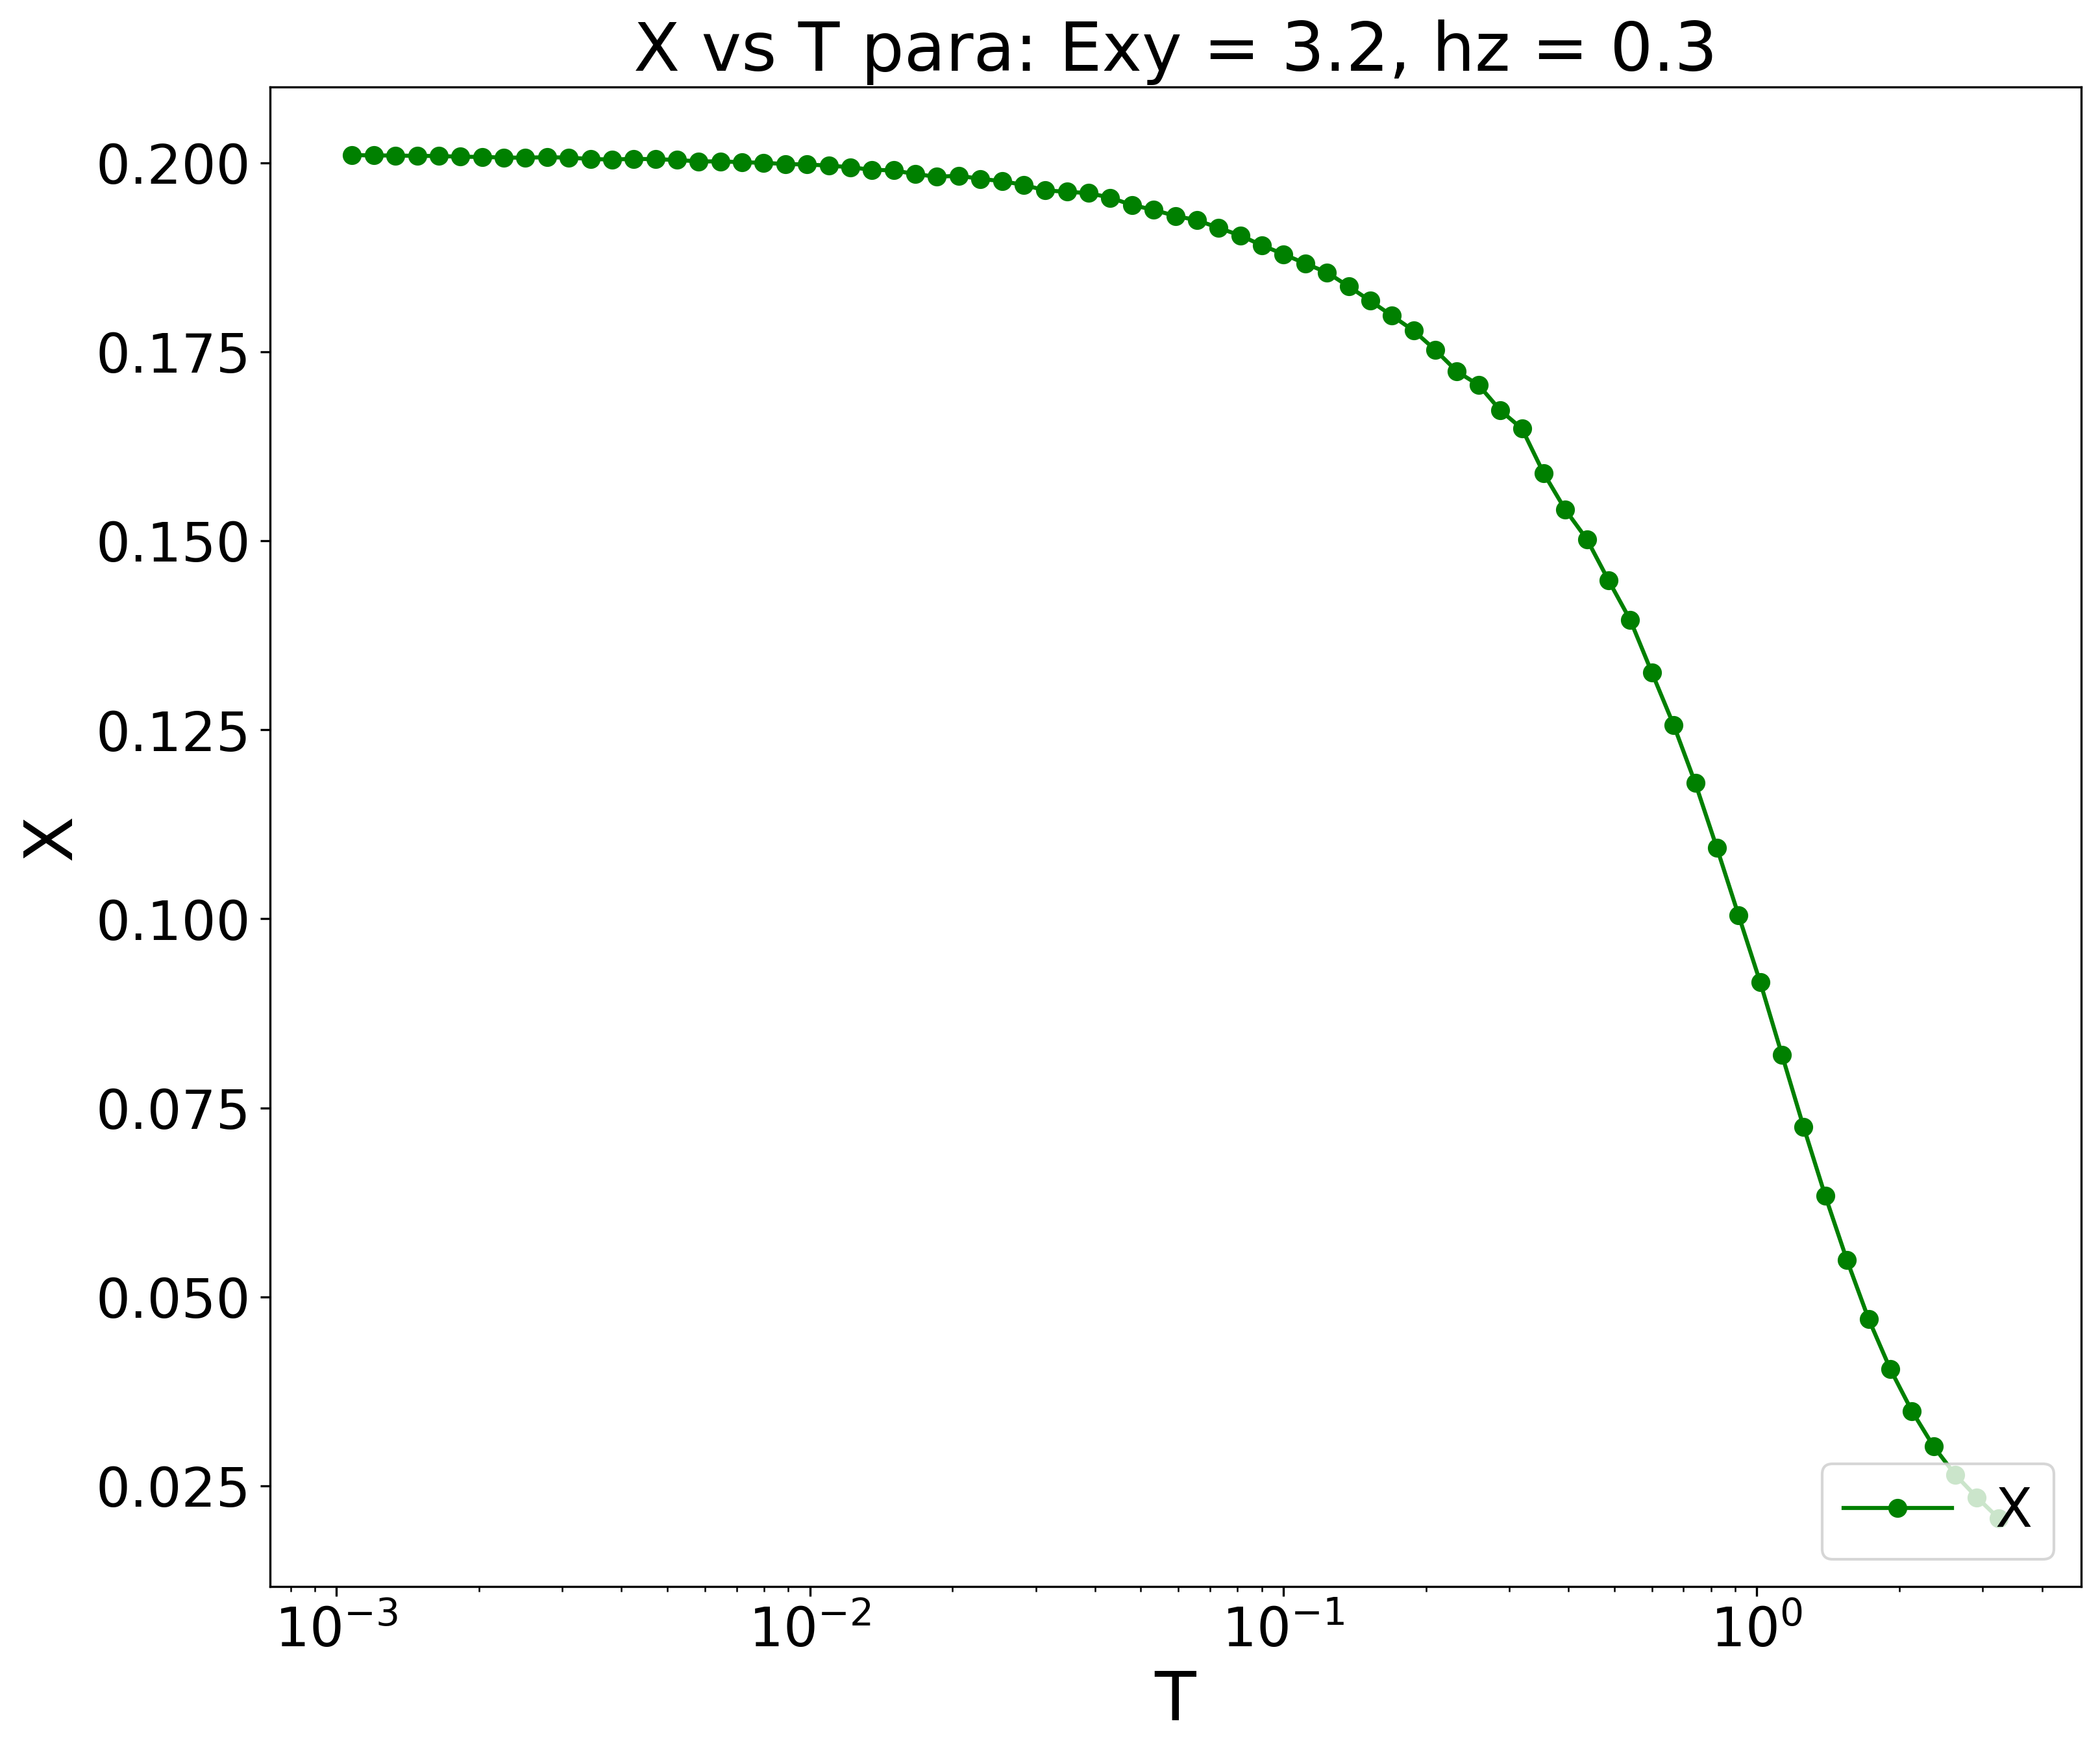 X vs T para: Exy = 3.2, hz = 0.3
X
0.200
0.175
0.150
0.125
0.100
0.075
0.050
0.025
X
10⁻³ 10⁻² 10⁻¹ 10⁰
T